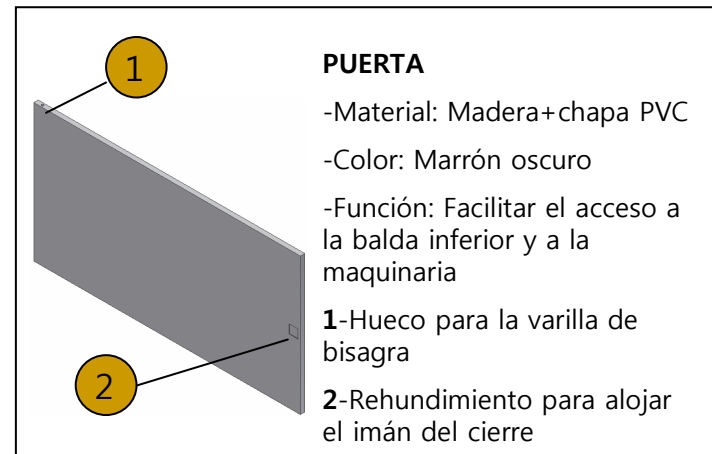 1
PUERTA
-Material: Madera+chapa PVC
-Color: Marrón oscuro
-Función: Facilitar el acceso a
la balda inferior y a la
maquinaria
1-Hueco para la varilla de
bisagra
2
2-Rehundimiento para alojar
el imán del cierre